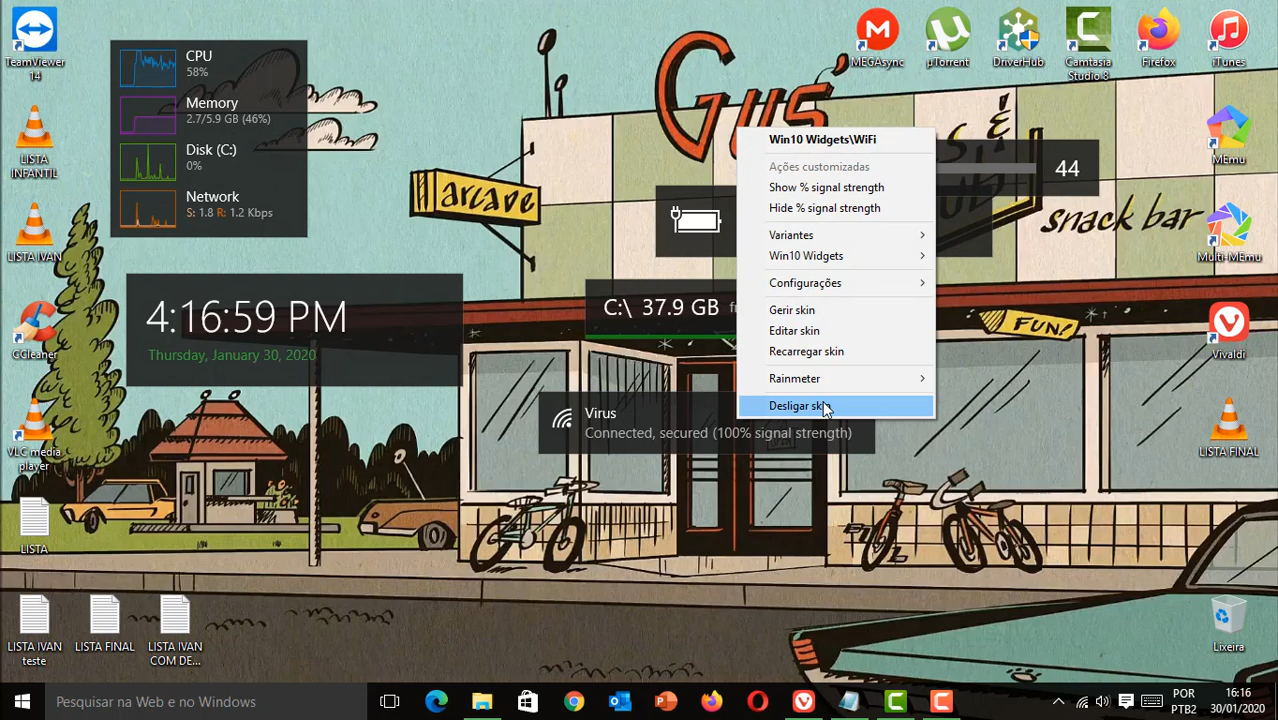 TeamViewer
14
LISTA
INFANTIL
LISTA IVAN
CCleaner
VLC media
player
LISTA
LISTA IVAN
teste
LISTA FINAL
LISTA IVAN
COM DE...
CPU
58%
Memory
2.7/5.9 GB (46%)
Disk (C:)
0%
Network
S: 1.8 R: 1.2 Kbps
4:16:59 PM
Thursday, January 30, 2020
arcave
Gus'
&
snack bar
FUN!
44
C:\ 37.9 GB
Virus
Connected, secured (100% signal strength)
Win10 Widgets\WiFi
Ações customizadas
Show % signal strength
Hide % signal strength
Variantes
Win10 Widgets
Configurações
Gerir skin
Editar skin
Recarregar skin
Rainmeter
Desligar skin
MEGAsync
µTorrent
DriverHub
Camtasia
Studio 8
Firefox
iTunes
MEmu
Multi-MEmu
Vivaldi
LISTA FINAL
Lixeira
Pesquisar na Web e no Windows
POR
PTB2
16:16
30/01/2020